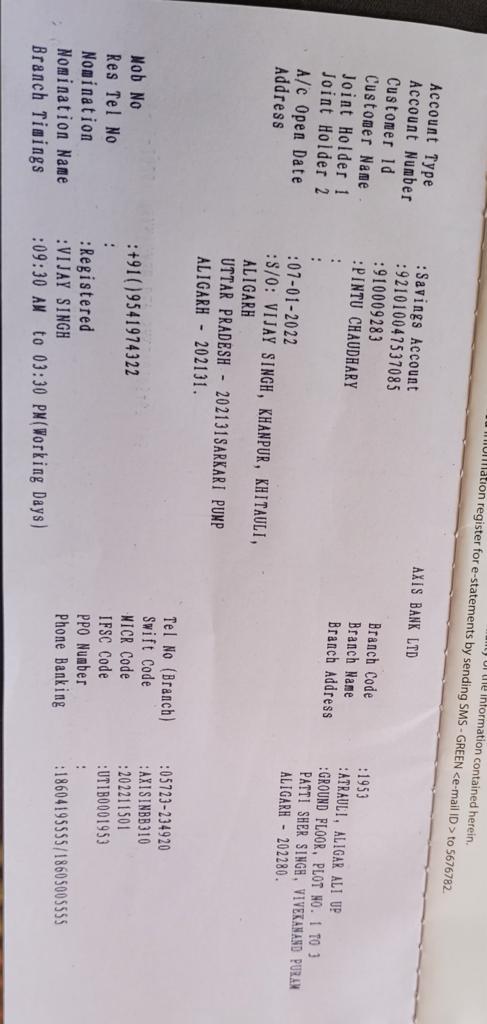 information register for e-statements by sending SMS - GREEN <e-mail ID> to 5676782.
of the information contained herein.
AXIS BANK LTD
Account Type :Savings Account
Account Number :921010047537085
Customer Id :910009283
Customer Name :PINTU CHAUDHARY
Joint Holder 1 :
Joint Holder 2 :
A/c Open Date :07-01-2022
Address :S/O: VIJAY SINGH, KHANPUR, KHITAULI,
ALIGARH
UTTAR PRADESH - 202131SARKARI PUMP
ALIGARH - 202131.
Mob No :+91()9541974322
Res Tel No :
Nomination :Registered
Nomination Name :VIJAY SINGH
Branch Timings :09:30 AM to 03:30 PM(Working Days)
Branch Code :1953
Branch Name :ATRAULI, ALIGAR ALI UP
Branch Address :GROUND FLOOR, PLOT NO. 1 TO 3
PATTI SHER SINGH, VIVEKANAND PURAM
ALIGARH - 202280.
Tel No (Branch) :05723-234920
Swift Code :AXISINBB310
MICR Code :202211501
IFSC Code :UTIB0001953
PPO Number :
Phone Banking :18604195555/18605005555